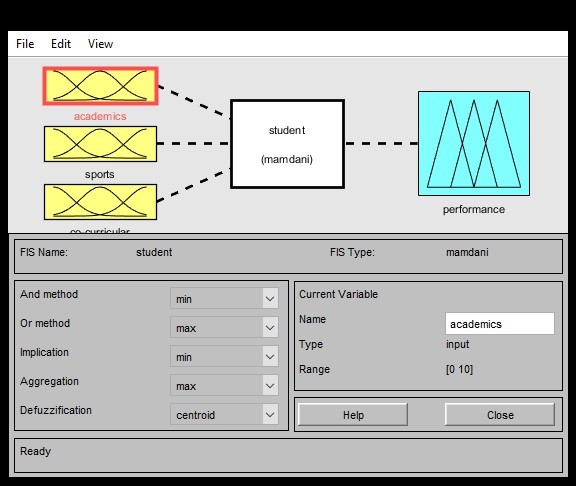 File Edit View
academics
sports
co-curricular
student
(mamdani)
performance
FIS Name: student FIS Type: mamdani
And method min
Or method max
Implication min
Aggregation max
Defuzzification centroid
Current Variable
Name academics
Type input
Range [0 10]
Help Close
Ready